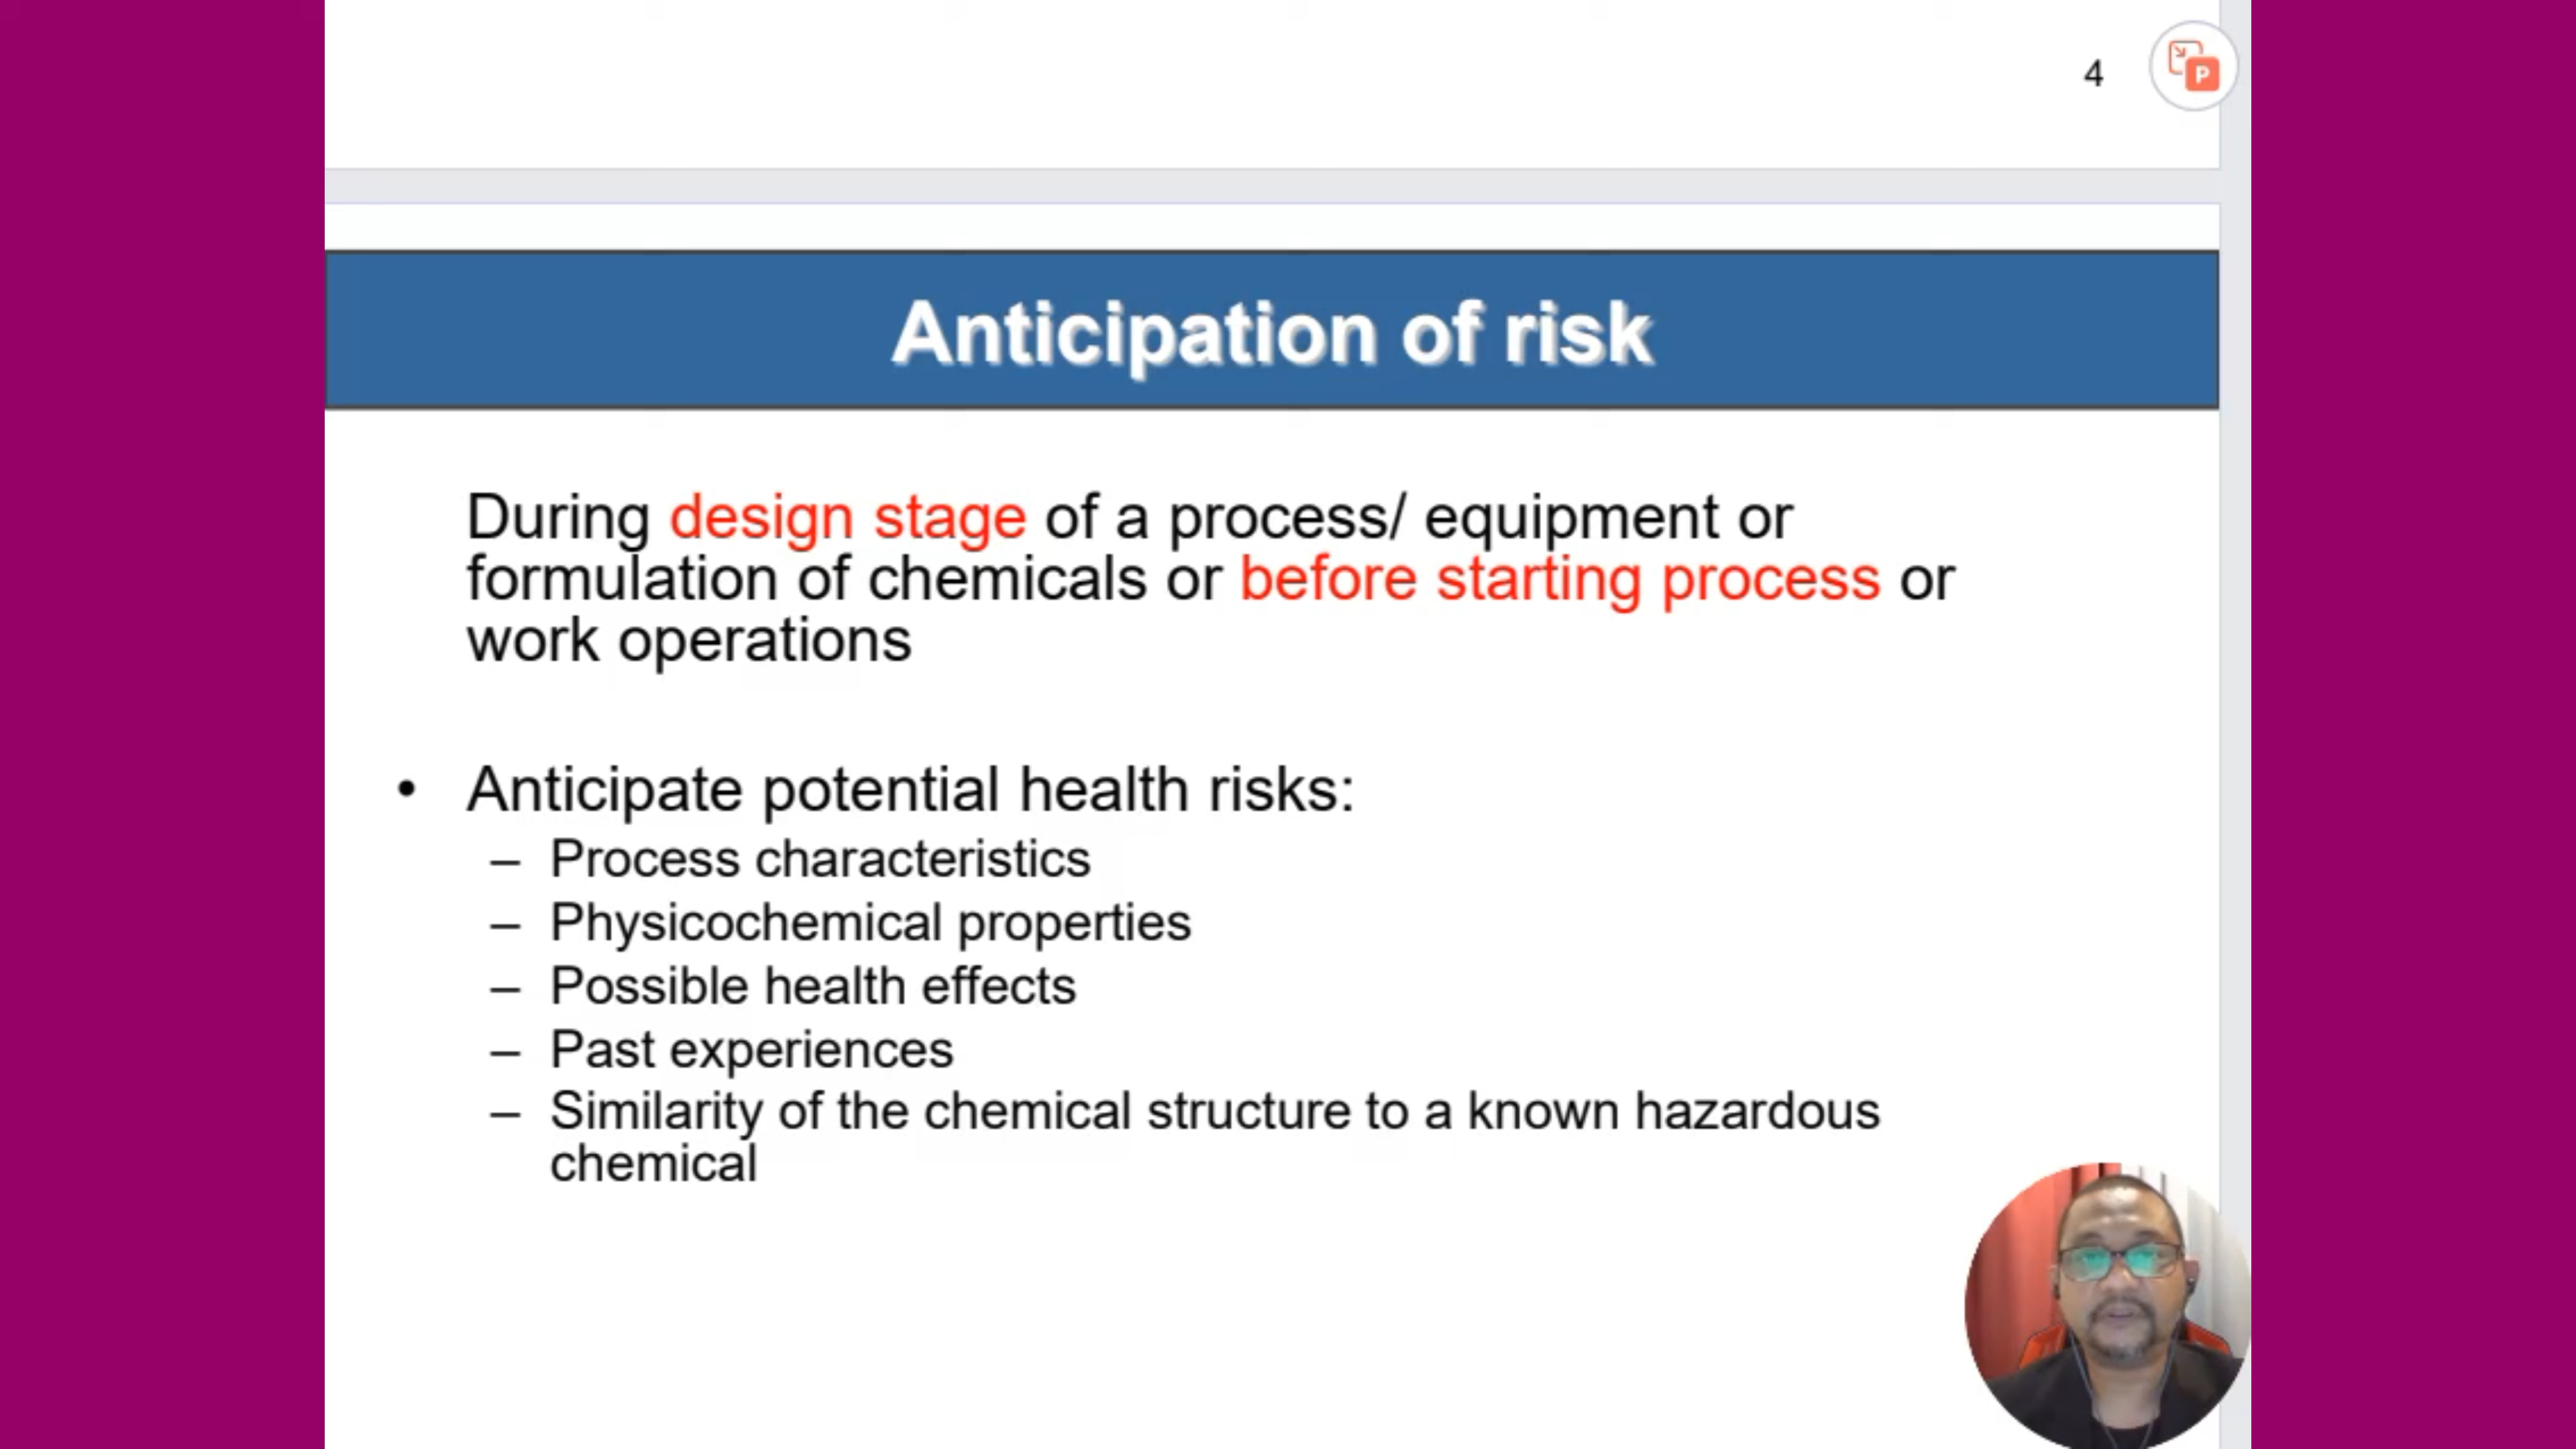 4
P
Anticipation of risk
During design stage of a process/ equipment or
formulation of chemicals or before starting process or
work operations
• Anticipate potential health risks:
– Process characteristics
– Physicochemical properties
– Possible health effects
– Past experiences
– Similarity of the chemical structure to a known hazardous
chemical